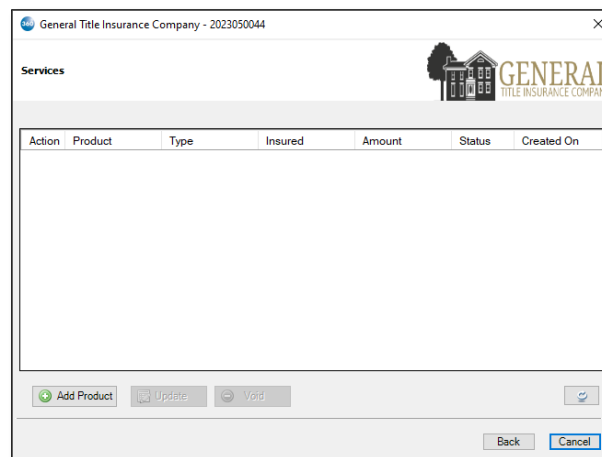 360 General Title Insurance Company - 2023050044
Services
GENERAL
TITLE INSURANCE COMPAN
Action Product Type Insured Amount Status Created On
Add Product Update Void
Back Cancel